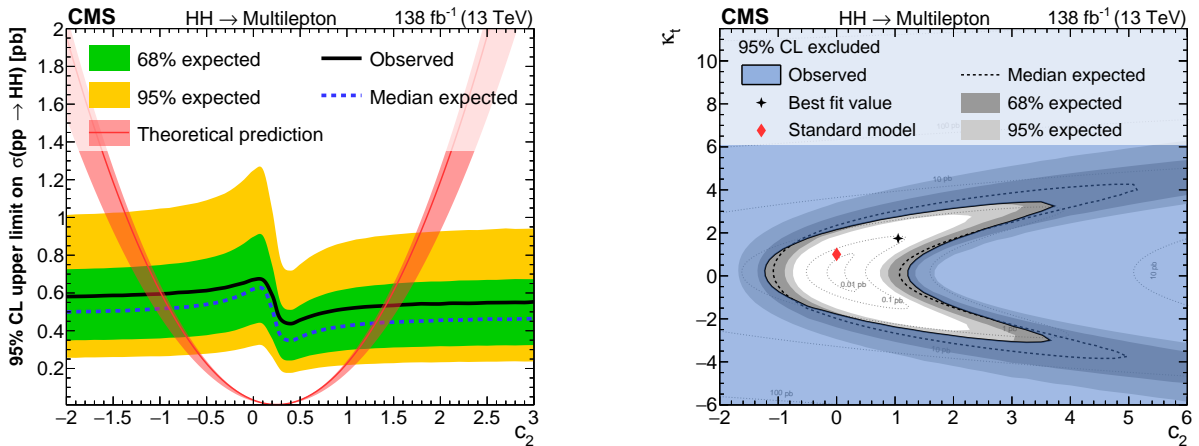 CMS HH → Multilepton 138 fb⁻¹ (13 TeV)
95% CL upper limit on σ(pp → HH) [pb]
68% expected
95% expected
Theoretical prediction
Observed
Median expected
2
1.8
1.6
1.4
1.2
1
0.8
0.6
0.4
0.2
−2 −1.5 −1 −0.5 0 0.5 1 1.5 2 2.5 3
c₂
CMS HH → Multilepton 138 fb⁻¹ (13 TeV)
κₜ
95% CL excluded
Observed
Best fit value
Standard model
Median expected
68% expected
95% expected
10
8
6
4
2
0
−2
−4
−6
100 pb
10 pb
0.01 pb
0.1 pb
10 pb
1 pb
10 pb
100 pb
−2 −1 0 1 2 3 4 5 6
c₂